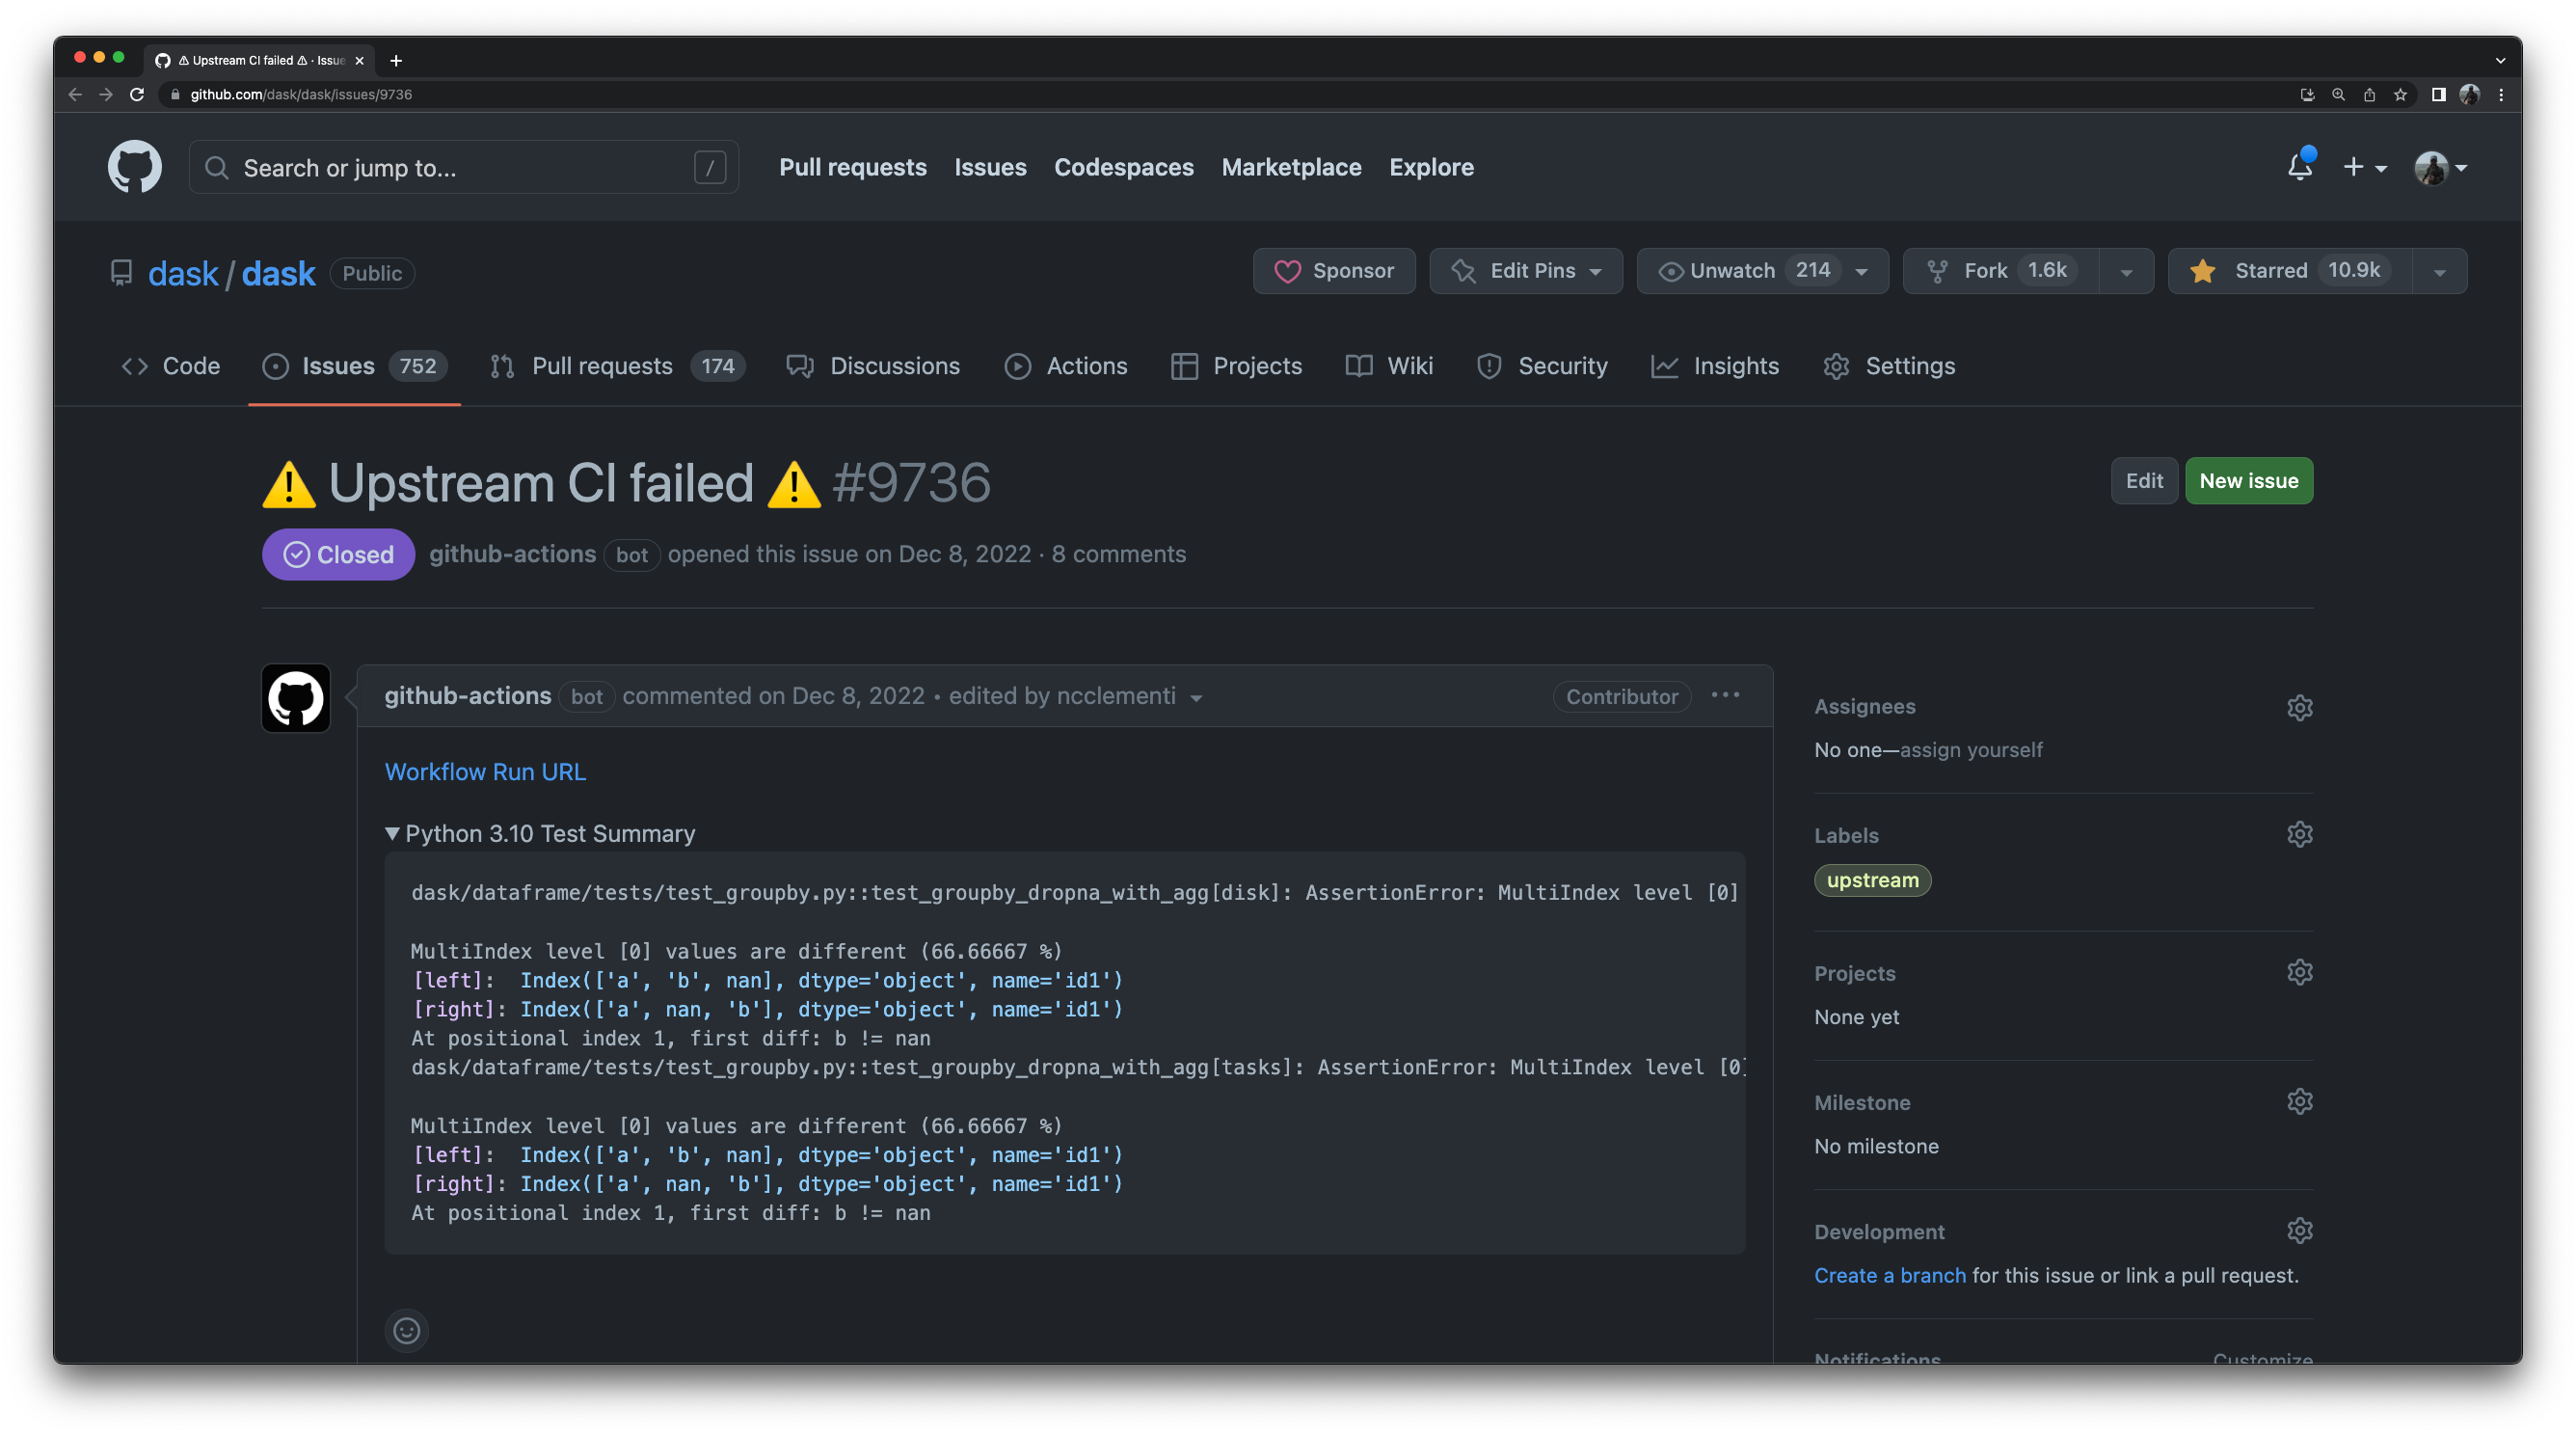 ⚠ Upstream CI failed ⚠ · Issue
github.com/dask/dask/issues/9736
Search or jump to... /
Pull requests Issues Codespaces Marketplace Explore
dask / dask Public
Sponsor Edit Pins Unwatch 214 Fork 1.6k Starred 10.9k
Code Issues 752 Pull requests 174 Discussions Actions Projects Wiki Security Insights Settings
⚠️ Upstream CI failed ⚠️ #9736
Edit New issue
Closed github-actions bot opened this issue on Dec 8, 2022 · 8 comments
github-actions bot commented on Dec 8, 2022 • edited by ncclementi Contributor
Workflow Run URL
Python 3.10 Test Summary
dask/dataframe/tests/test_groupby.py::test_groupby_dropna_with_agg[disk]: AssertionError: MultiIndex level [0]
MultiIndex level [0] values are different (66.66667 %)
[left]:  Index(['a', 'b', nan], dtype='object', name='id1')
[right]: Index(['a', nan, 'b'], dtype='object', name='id1')
At positional index 1, first diff: b != nan
dask/dataframe/tests/test_groupby.py::test_groupby_dropna_with_agg[tasks]: AssertionError: MultiIndex level [0]
MultiIndex level [0] values are different (66.66667 %)
[left]:  Index(['a', 'b', nan], dtype='object', name='id1')
[right]: Index(['a', nan, 'b'], dtype='object', name='id1')
At positional index 1, first diff: b != nan
Assignees
No one—assign yourself
Labels
upstream
Projects
None yet
Milestone
No milestone
Development
Create a branch for this issue or link a pull request.
Notifications Customize